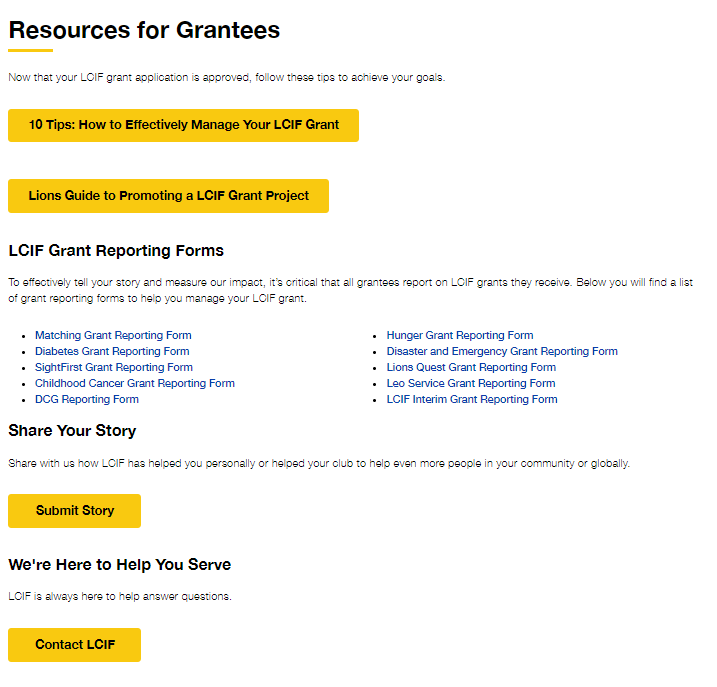 Resources for Grantees
Now that your LCIF grant application is approved, follow these tips to achieve your goals.
10 Tips: How to Effectively Manage Your LCIF Grant
Lions Guide to Promoting a LCIF Grant Project
LCIF Grant Reporting Forms
To effectively tell your story and measure our impact, it's critical that all grantees report on LCIF grants they receive. Below you will find a list
of grant reporting forms to help you manage your LCIF grant.
Matching Grant Reporting Form
Diabetes Grant Reporting Form
SightFirst Grant Reporting Form
Childhood Cancer Grant Reporting Form
DCG Reporting Form
Hunger Grant Reporting Form
Disaster and Emergency Grant Reporting Form
Lions Quest Grant Reporting Form
Leo Service Grant Reporting Form
LCIF Interim Grant Reporting Form
Share Your Story
Share with us how LCIF has helped you personally or helped your club to help even more people in your community or globally.
Submit Story
We're Here to Help You Serve
LCIF is always here to help answer questions.
Contact LCIF